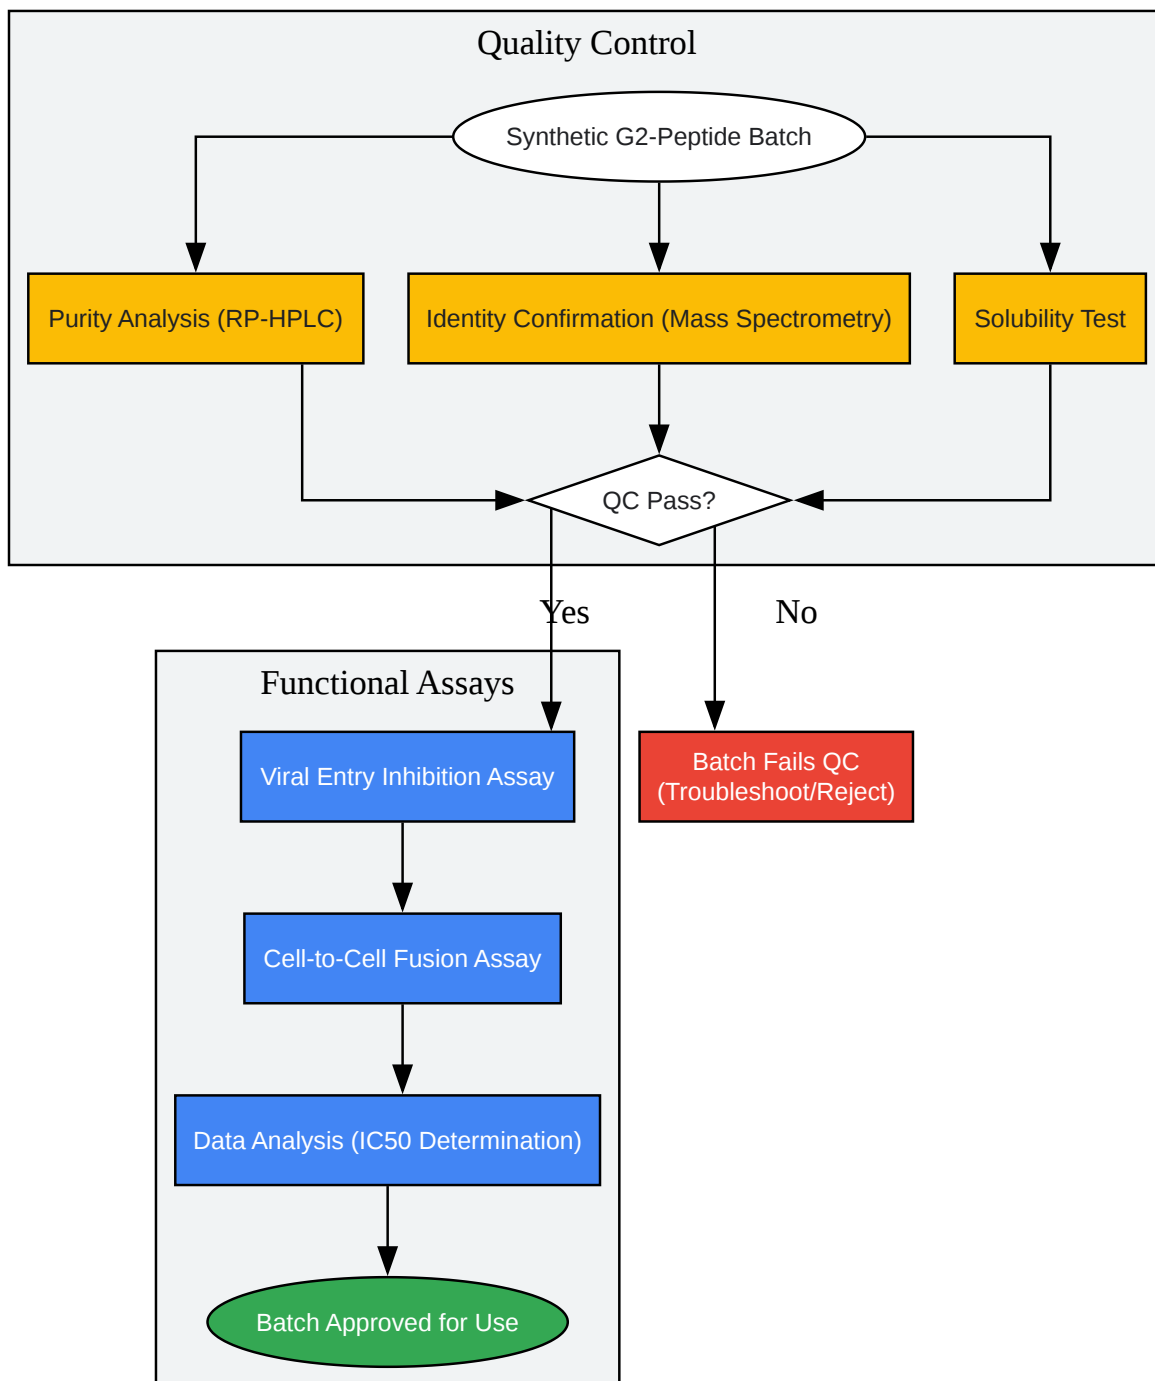 Quality Control
Synthetic G2-Peptide Batch
Purity Analysis (RP-HPLC)
Identity Confirmation (Mass Spectrometry)
Solubility Test
QC Pass?
Yes
No
Functional Assays
Viral Entry Inhibition Assay
Batch Fails QC
(Troubleshoot/Reject)
Cell-to-Cell Fusion Assay
Data Analysis (IC50 Determination)
Batch Approved for Use